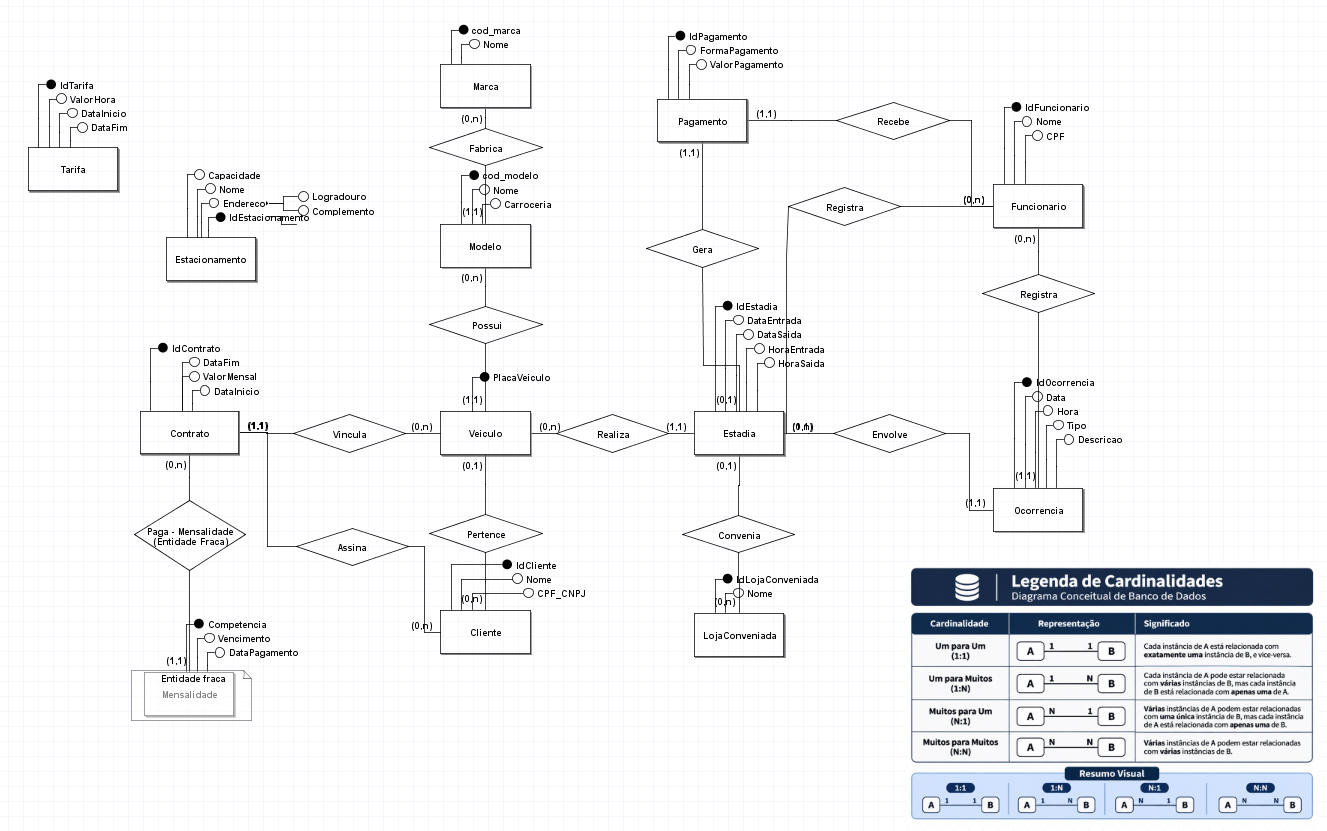 cod_marca
Nome
Marca
(0,n)
Fabrica
cod_modelo
Nome
Carroceria
(1,1)
Modelo
(0,n)
Possui
PlacaVeiculo
(1,1)
Veiculo
IdTarifa
ValorHora
DataInicio
DataFim
Tarifa
Capacidade
Nome
Endereco
Logradouro
Complemento
IdEstacionamento
Estacionamento
IdPagamento
FormaPagamento
ValorPagamento
Pagamento
(1,1)
Recebe
(1,1)
Gera
IdFuncionario
Nome
CPF
Funcionario
(0,n)
Registra
(0,n)
Registra
IdEstadia
DataEntrada
DataSaida
HoraEntrada
HoraSaida
(0,1)
Estadia
IdContrato
DataFim
ValorMensal
DataInicio
Contrato
(1,1)
Vincula
(0,n)
(0,n)
Realiza
(1,1)
Envolve
(1,1)
IdOcorrencia
Data
Hora
Tipo
Descricao
(1,1)
Ocorrencia
(0,n)
Paga - Mensalidade
(Entidade Fraca)
Assina
(0,n)
(0,1)
Pertence
IdCliente
Nome
CPF_CNPJ
(0,n)
Cliente
(0,1)
Convenia
IdLojaConveniada
Nome
(0,n)
LojaConveniada
Competencia
Vencimento
DataPagamento
(1,1)
Entidade fraca
Mensalidade
Legenda de Cardinalidades
Diagrama Conceitual de Banco de Dados
Cardinalidade Representação Significado
Um para Um
(1:1)
A 1 1 B
Cada instância de A está relacionada com
exatamente uma instância de B, e vice-versa.
Um para Muitos
(1:N)
A 1 N B
Cada instância de A pode estar relacionada
com várias instâncias de B, mas cada instância
de B está relacionada com apenas uma de A.
Muitos para Um
(N:1)
A N 1 B
Várias instâncias de A podem estar relacionadas
com uma única instância de B, mas cada instância
de A está relacionada com apenas uma de B.
Muitos para Muitos
(N:N)
A N N B
Várias instâncias de A podem estar relacionadas
com várias instâncias de B.
Resumo Visual
1:1 1:N N:1 N:N
A 1 1 B A 1 N B A N 1 B A N N B